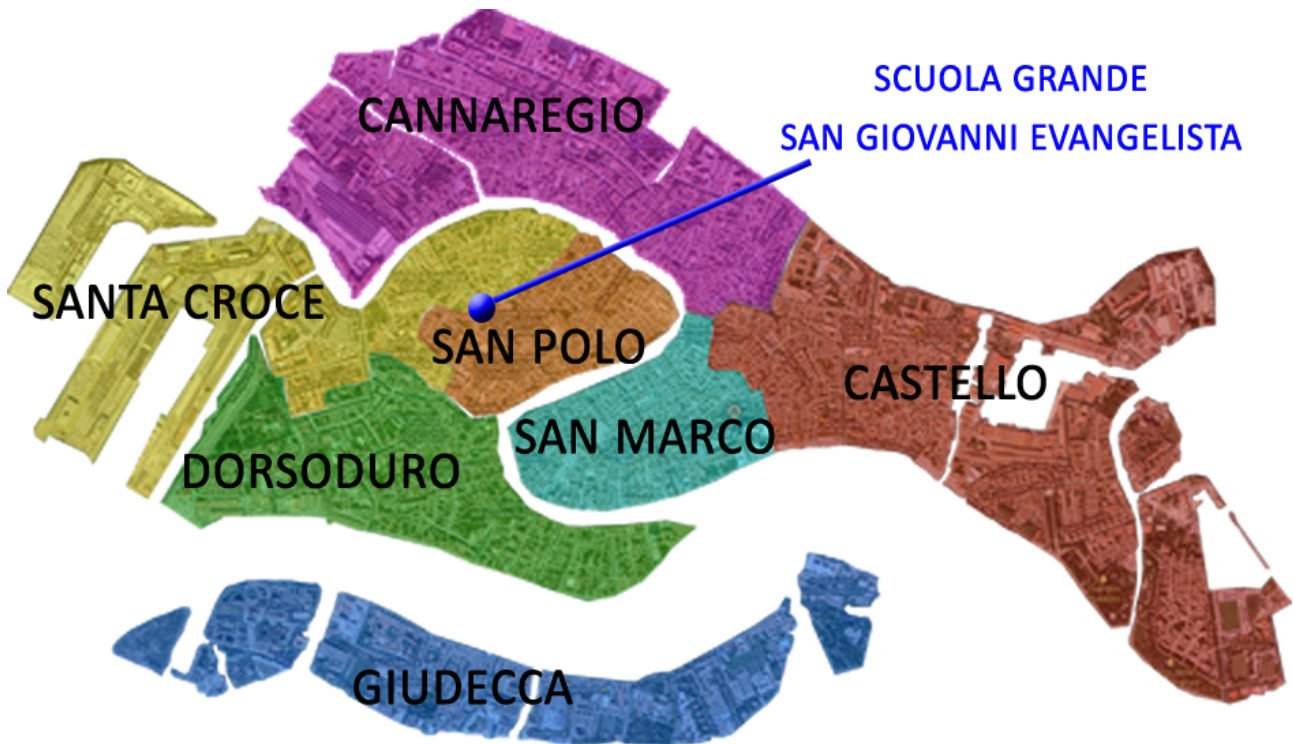 SCUOLA GRANDE
SAN GIOVANNI EVANGELISTA
CANNAREGIO
SANTA CROCE
SAN POLO
CASTELLO
SAN MARCO
DORSODURO
GIUDECCA